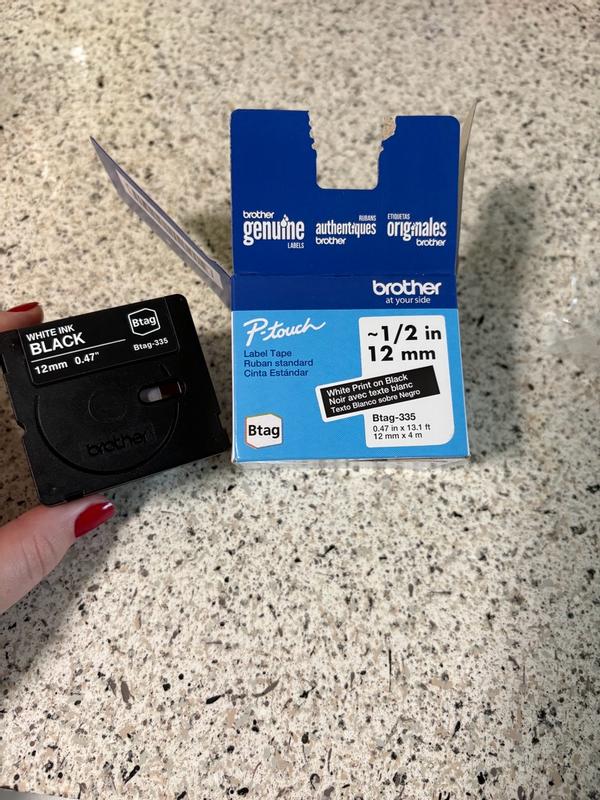 brother
genuine
LABELS
RUBANS
authentiques
brother
ETIQUETAS
originales
brother
brother
at your side
P-touch
Label Tape
Ruban standard
Cinta Estándar
~1/2 in
12 mm
White Print on Black
Noir avec texte blanc
Texto Blanco sobre Negro
Btag-335
0.47 in x 13.1 ft
12 mm x 4 m
Btag
WHITE INK
BLACK
12mm 0.47"
Btag
Btag-335
brother